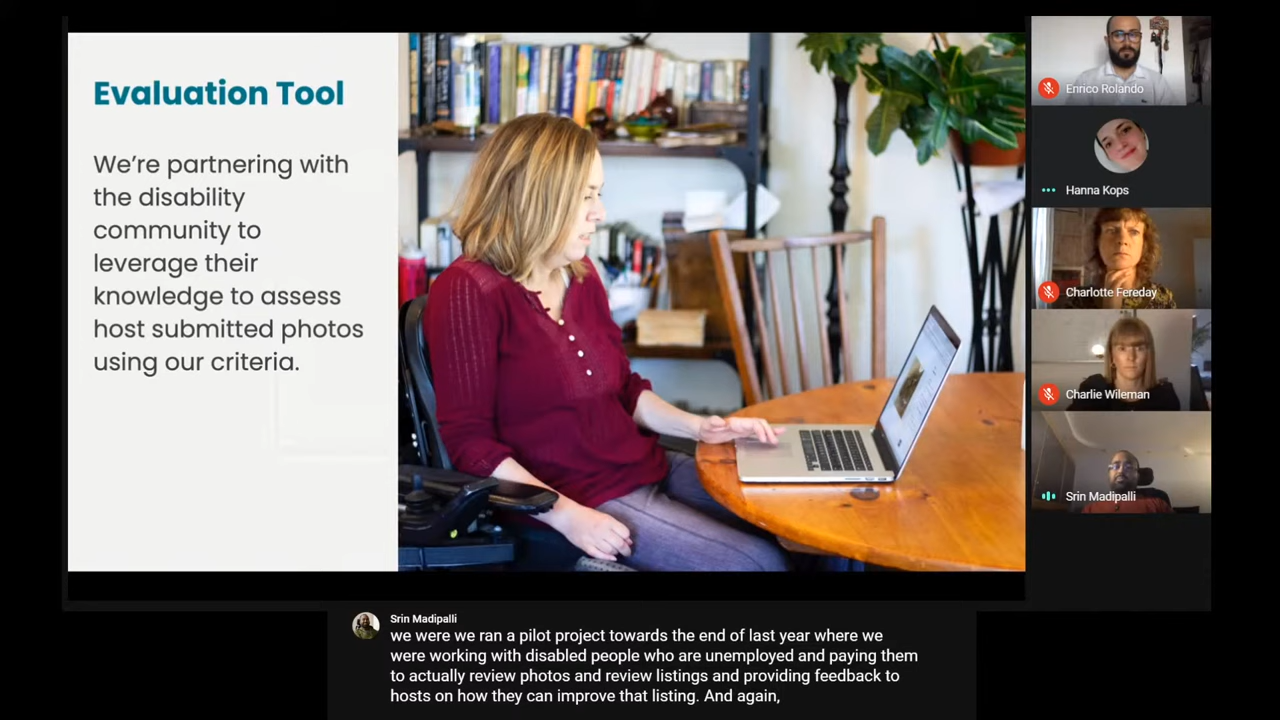 Evaluation Tool
We’re partnering with
the disability
community to
leverage their
knowledge to assess
host submitted photos
using our criteria.
Enrico Rolando
Hanna Kops
Charlotte Fereday
Charlie Wileman
Srin Madipalli
Srin Madipalli
we were we ran a pilot project towards the end of last year where we
were working with disabled people who are unemployed and paying them
to actually review photos and review listings and providing feedback to
hosts on how they can improve that listing. And again,